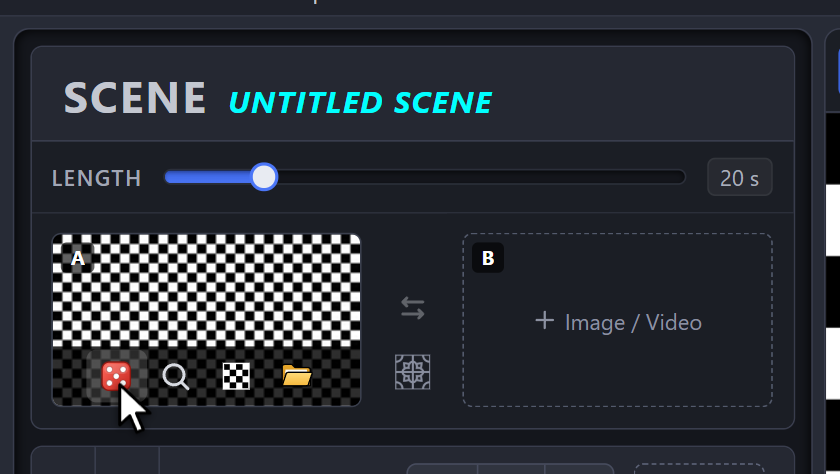 SCENE UNTITLED SCENE
LENGTH 20 s
A
B
+ Image / Video